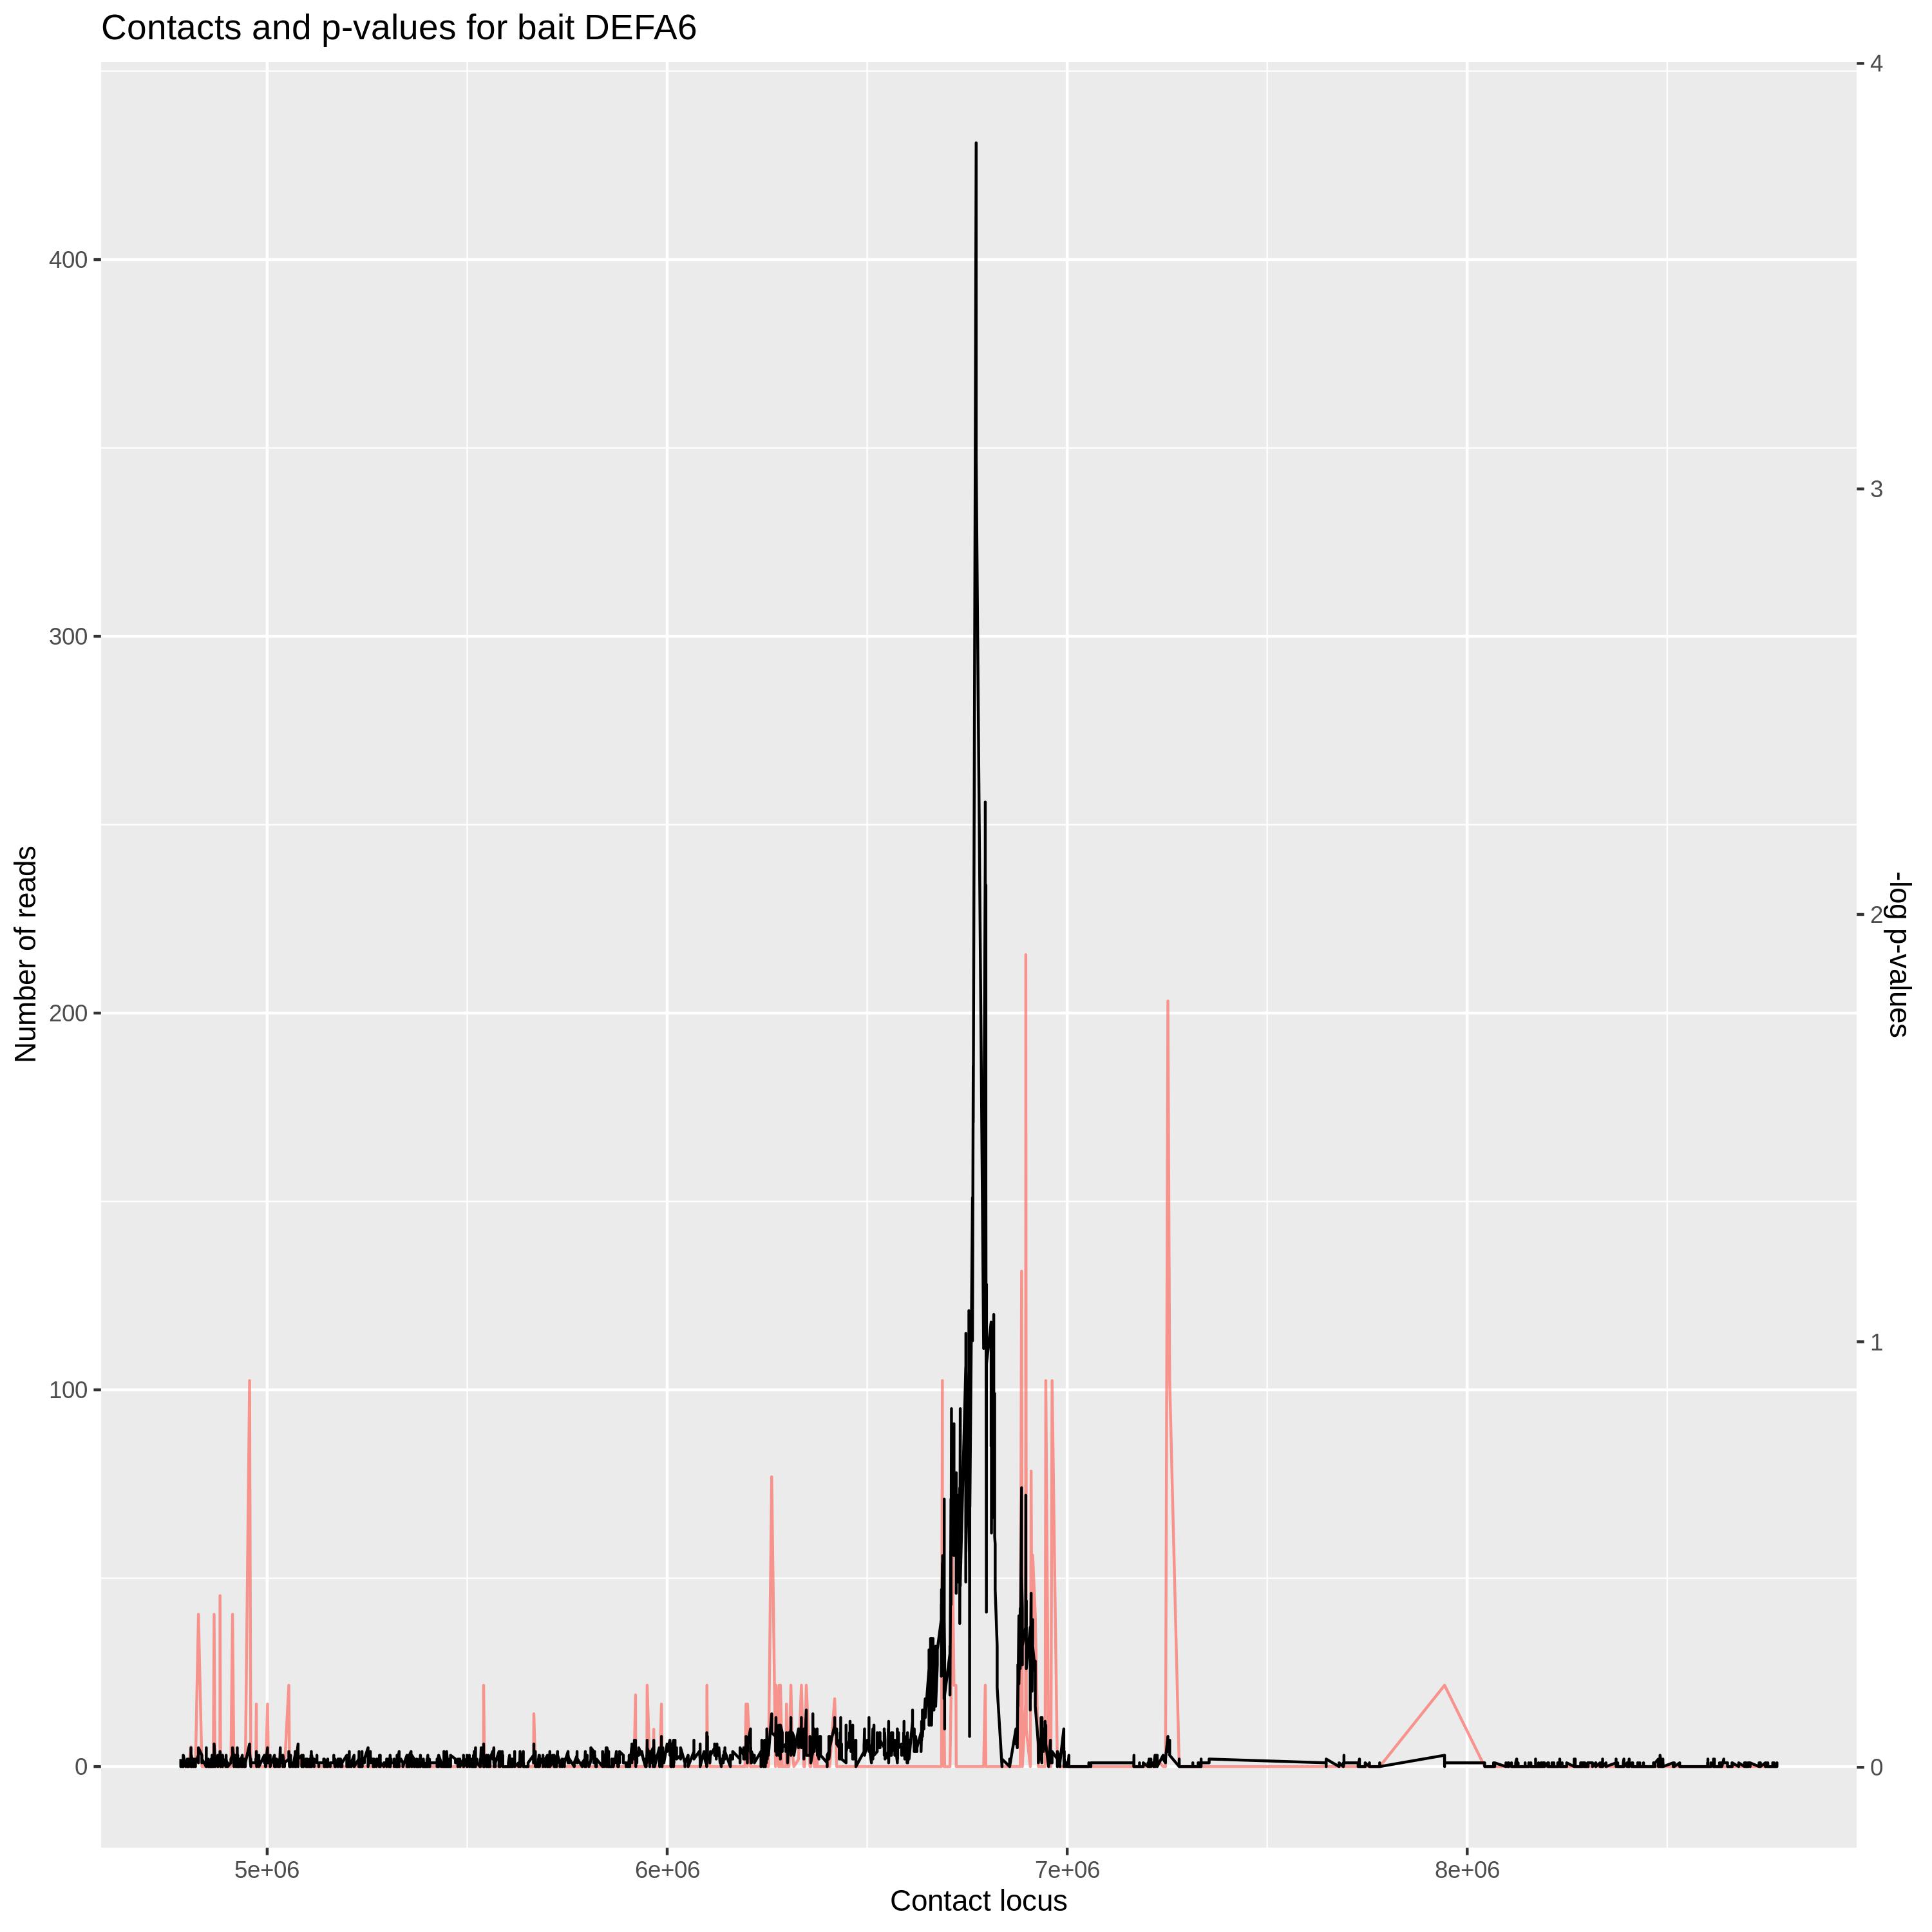 Contacts and p-values for bait DEFA6
400
300
200
100
0
Number of reads
4
3
2
1
0
-log p-values
5e+06
6e+06
7e+06
8e+06
Contact locus